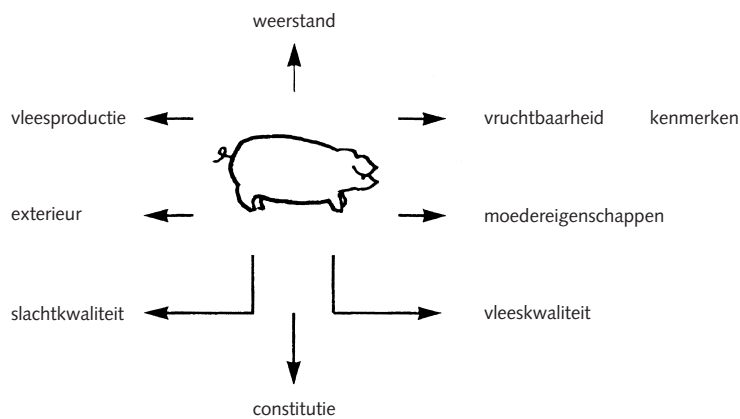 weerstand
vleesproductie
vruchtbaarheid kenmerken
exterieur
moedereigenschappen
slachtkwaliteit
vleeskwaliteit
constitutie